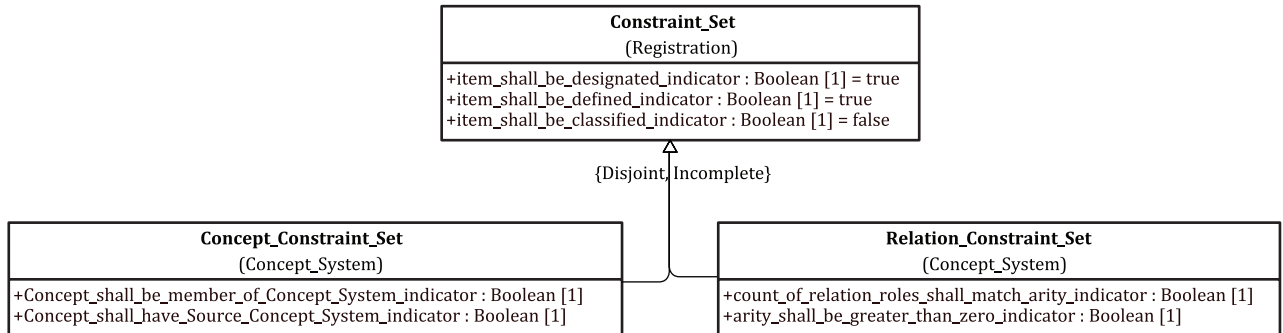 Constraint_Set
(Registration)
+item_shall_be_designated_indicator : Boolean [1] = true
+item_shall_be_defined_indicator : Boolean [1] = true
+item_shall_be_classified_indicator : Boolean [1] = false
{Disjoint, Incomplete}
Concept_Constraint_Set
(Concept_System)
+Concept_shall_be_member_of_Concept_System_indicator : Boolean [1]
+Concept_shall_have_Source_Concept_System_indicator : Boolean [1]
Relation_Constraint_Set
(Concept_System)
+count_of_relation_roles_shall_match_arity_indicator : Boolean [1]
+arity_shall_be_greater_than_zero_indicator : Boolean [1]